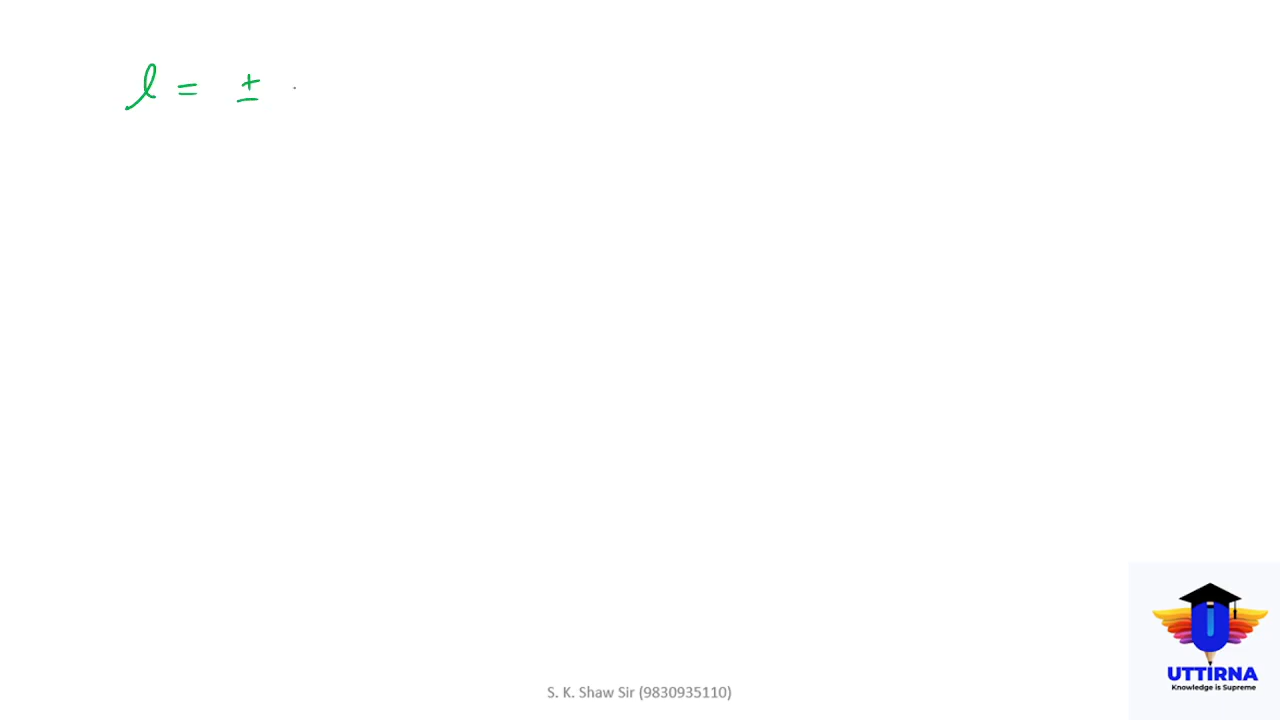 l = ±
S. K. Shaw Sir (9830935110)
UTTIRNA
Knowledge is Supreme